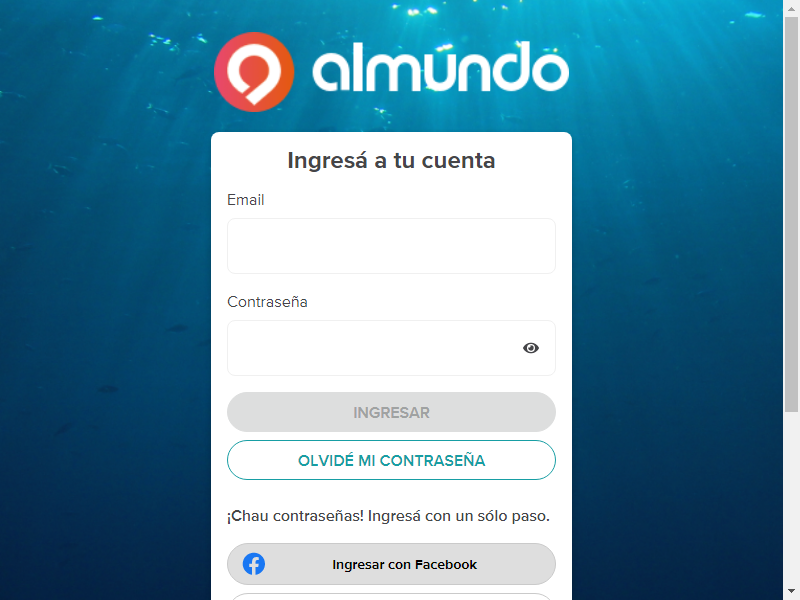 almundo
Ingresá a tu cuenta
Email
Contraseña
INGRESAR
OLVIDÉ MI CONTRASEÑA
¡Chau contraseñas! Ingresá con un sólo paso.
Ingresar con Facebook